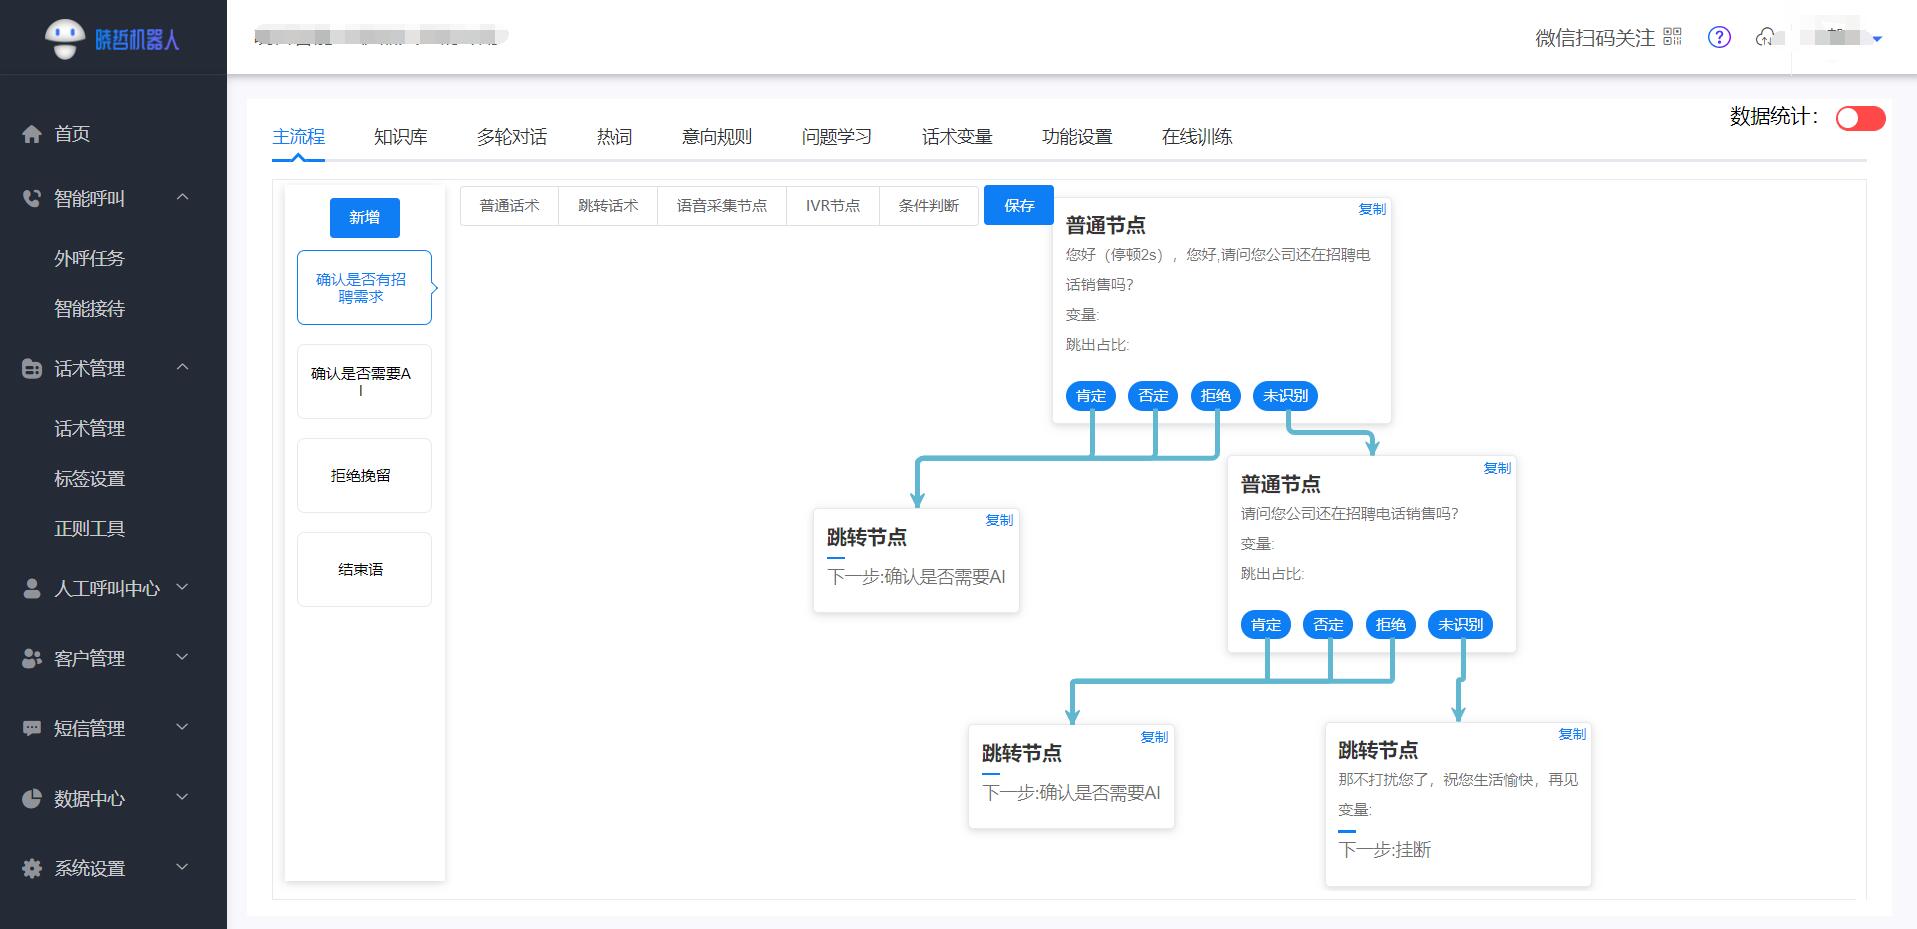 晓哲机器人
微信扫码关注
首页
智能呼叫
外呼任务
智能接待
话术管理
话术管理
标签设置
正则工具
人工呼叫中心
客户管理
短信管理
数据中心
系统设置
数据统计:
主流程 知识库 多轮对话 热词 意向规则 问题学习 话术变量 功能设置 在线训练
新增
确认是否有招
聘需求
确认是否需要A
I
拒绝挽留
结束语
普通话术 跳转话术 语音采集节点 IVR节点 条件判断 保存
复制
普通节点
您好（停顿2s），您好,请问您公司还在招聘电
话销售吗?
变量:
跳出占比:
肯定 否定 拒绝 未识别
复制
跳转节点
下一步:确认是否需要AI
复制
普通节点
请问您公司还在招聘电话销售吗?
变量:
跳出占比:
肯定 否定 拒绝 未识别
复制
跳转节点
下一步:确认是否需要AI
复制
跳转节点
那不打扰您了，祝您生活愉快，再见
变量:
下一步:挂断